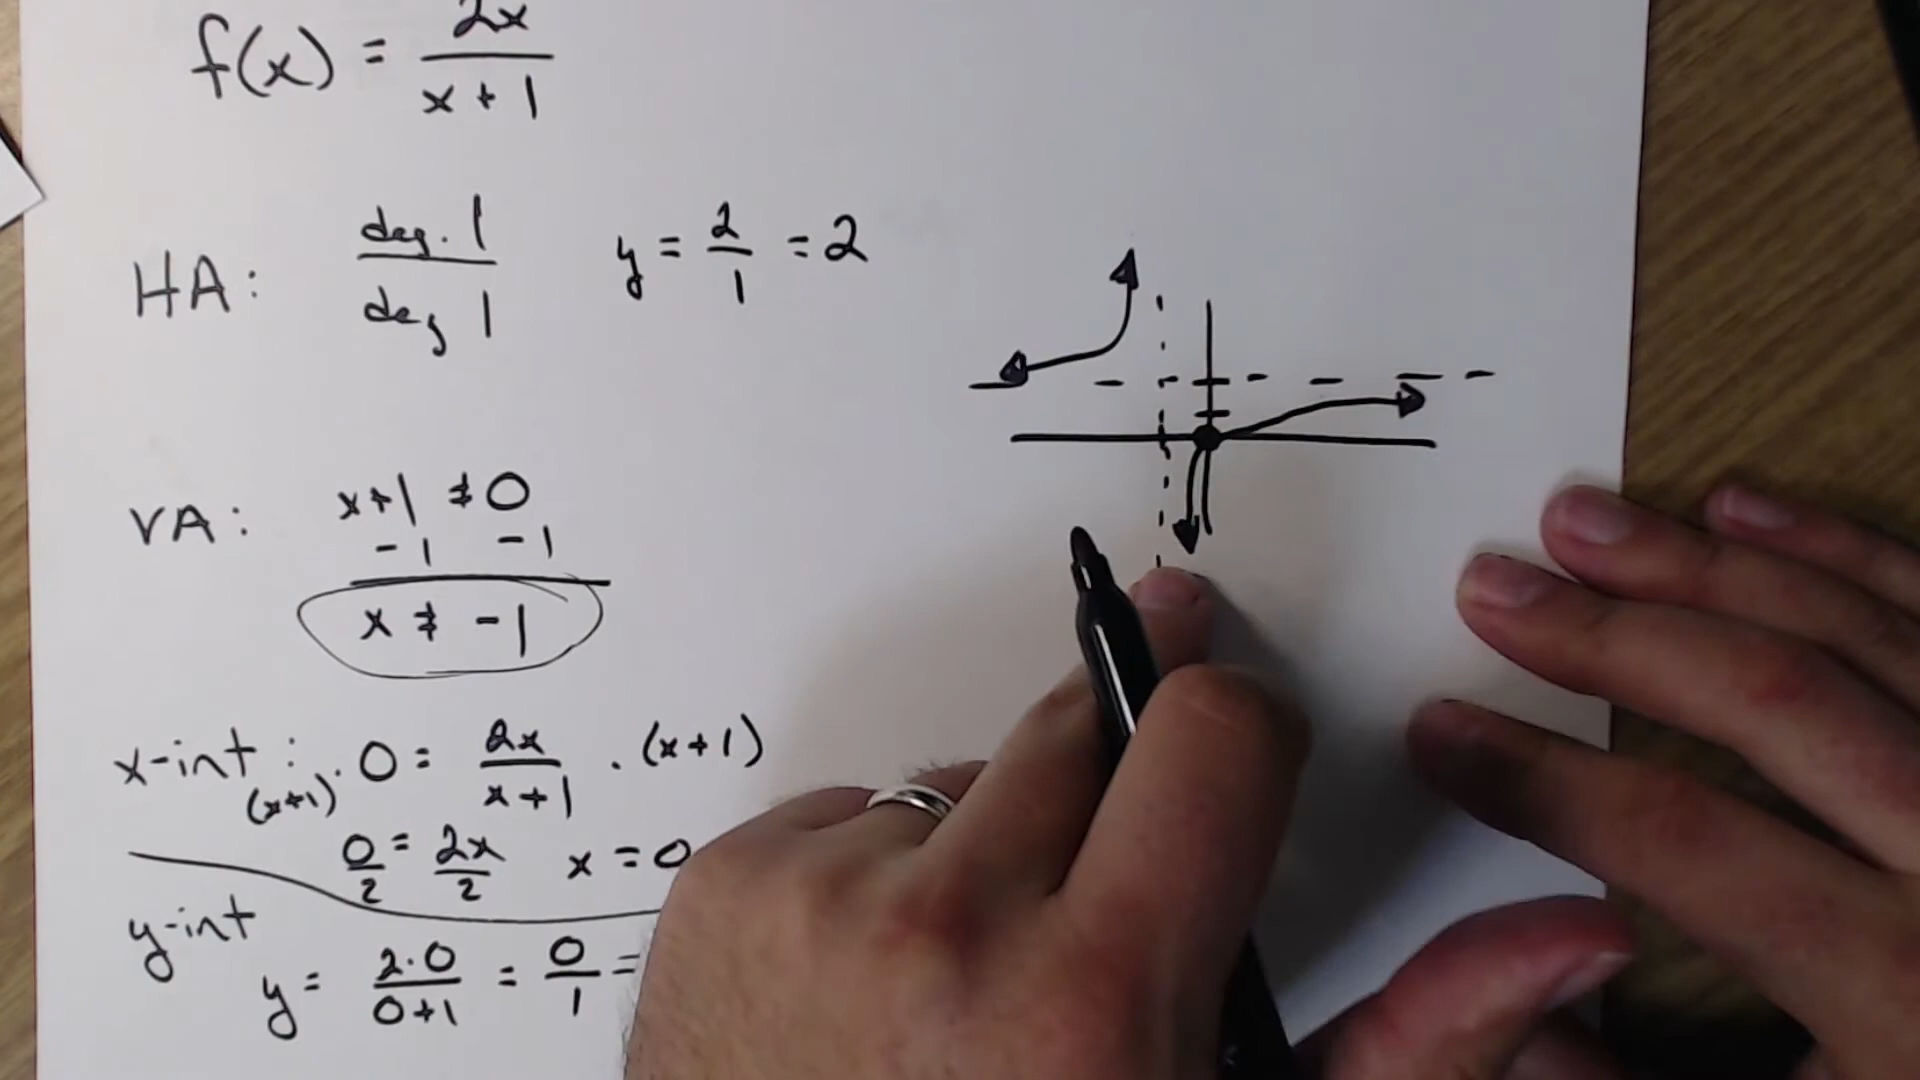 f(x) = 2x / x + 1
HA: deg. 1 / deg 1 y = 2 / 1 = 2
VA: x + 1 ≠ 0
- 1 - 1
x ≠ - 1
x-int : (x+1) · 0 = 2x / x + 1 · (x + 1)
0 / 2 = 2x / 2 x = 0
y-int
y = 2·0 / 0+1 = 0 / 1 =